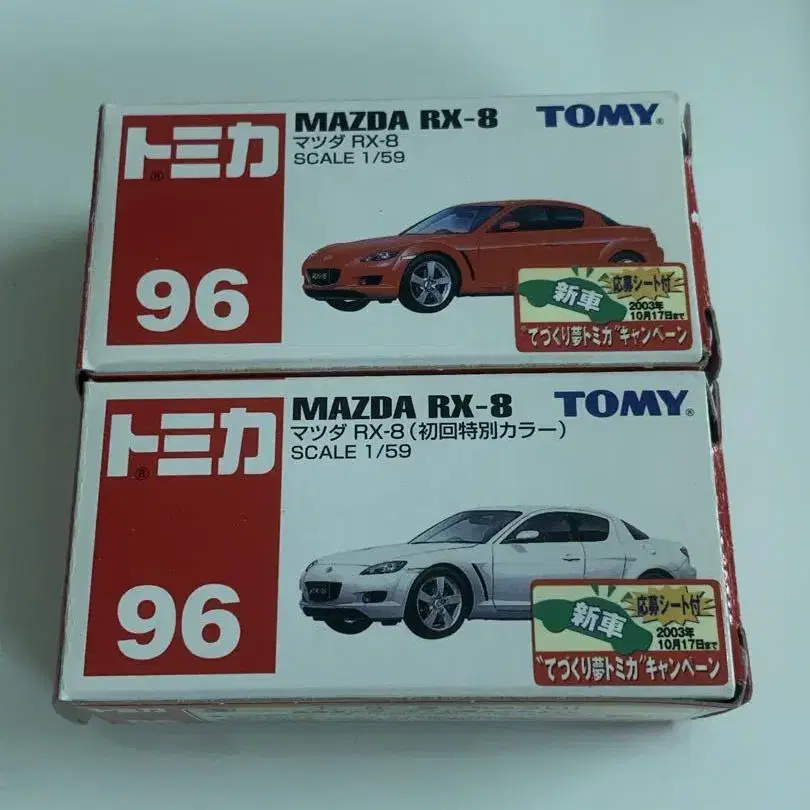 トミカ®
96
MAZDA RX-8
マツダ RX-8
SCALE 1/59
TOMY®
RX-8
新車
応募シート付
2003年
10月17日まで
"てづくり夢トミカ"キャンペーン
トミカ®
96
MAZDA RX-8
マツダ RX-8(初回特別カラー)
SCALE 1/59
TOMY®
RX-8
新車
応募シート付
2003年
10月17日まで
"てづくり夢トミカ"キャンペーン